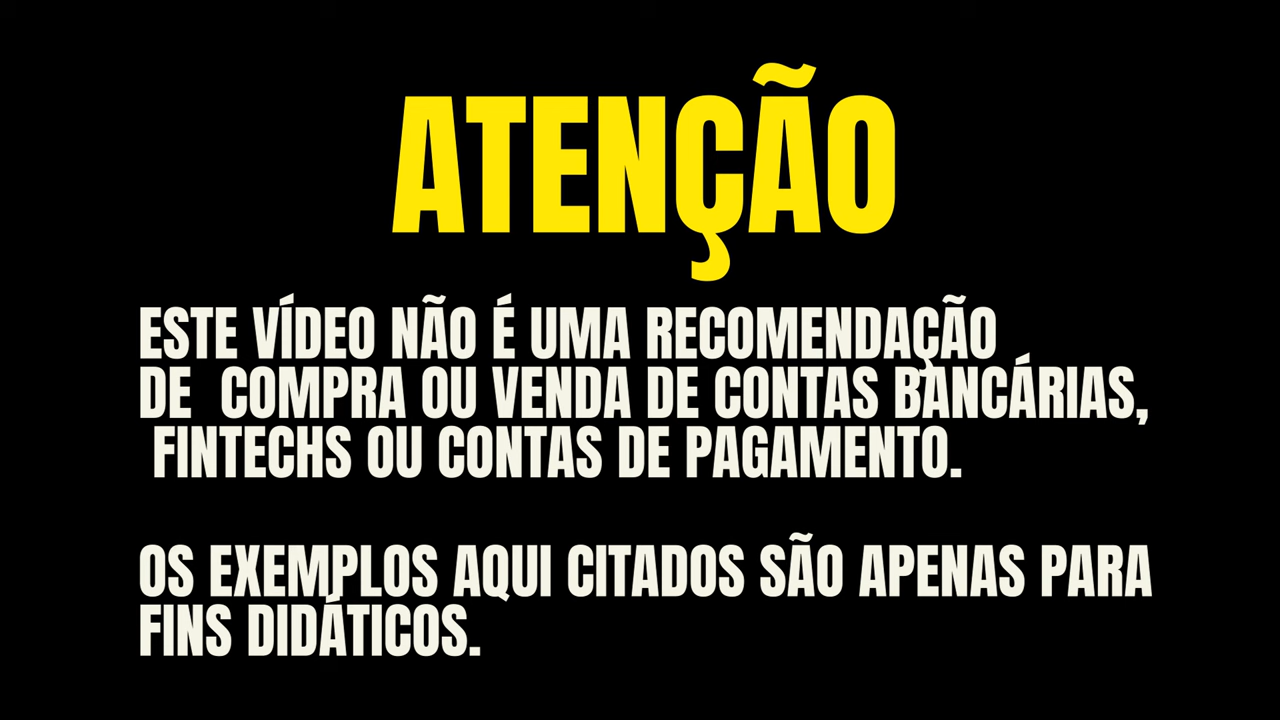 ATENÇÃO
ESTE VÍDEO NÃO É UMA RECOMENDAÇÃO
DE COMPRA OU VENDA DE CONTAS BANCÁRIAS,
FINTECHS OU CONTAS DE PAGAMENTO.
OS EXEMPLOS AQUI CITADOS SÃO APENAS PARA
FINS DIDÁTICOS.